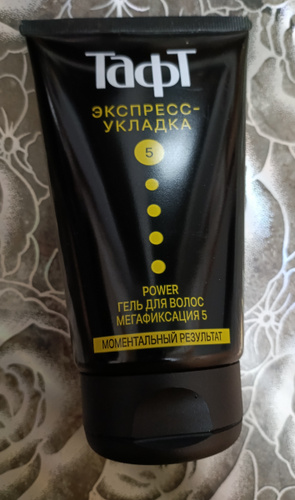 Тафт
ЭКСПРЕСС-
УКЛАДКА
5
POWER
ГЕЛЬ ДЛЯ ВОЛОС
МЕГАФИКСАЦИЯ 5
МОМЕНТАЛЬНЫЙ РЕЗУЛЬТАТ